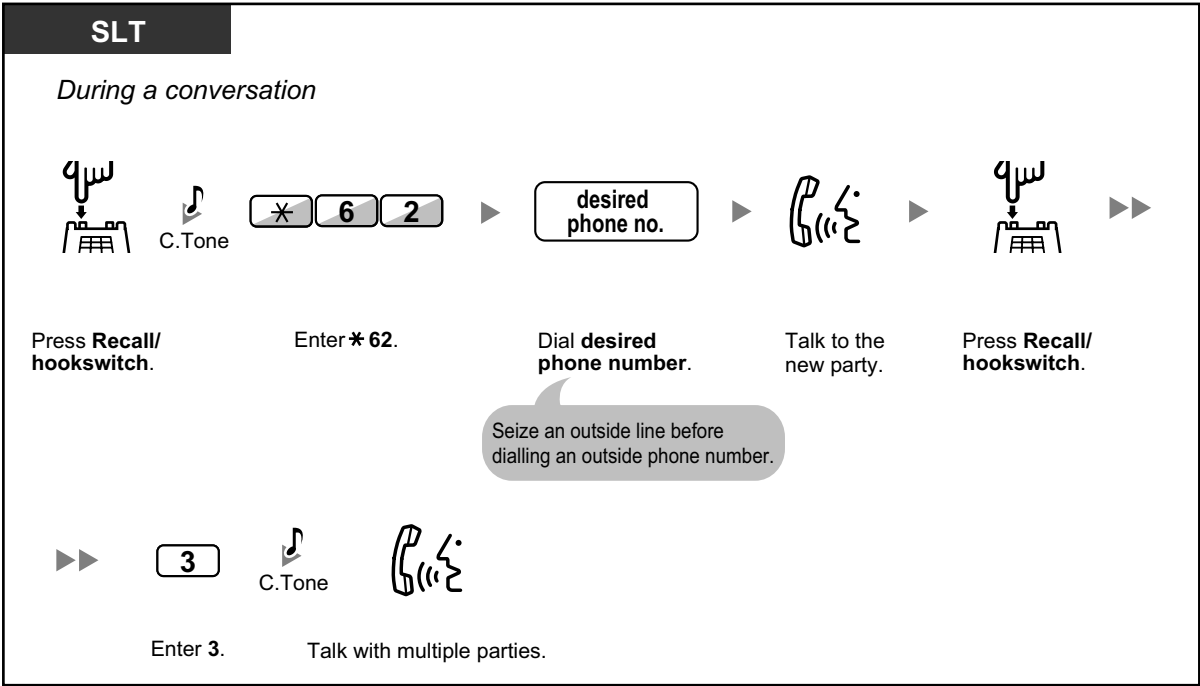 SLT
During a conversation
C.Tone
* 6 2
desired
phone no.
Press Recall/
hookswitch.
Enter * 62.
Dial desired
phone number.
Talk to the
new party.
Press Recall/
hookswitch.
Seize an outside line before
dialling an outside phone number.
3
C.Tone
Enter 3.
Talk with multiple parties.